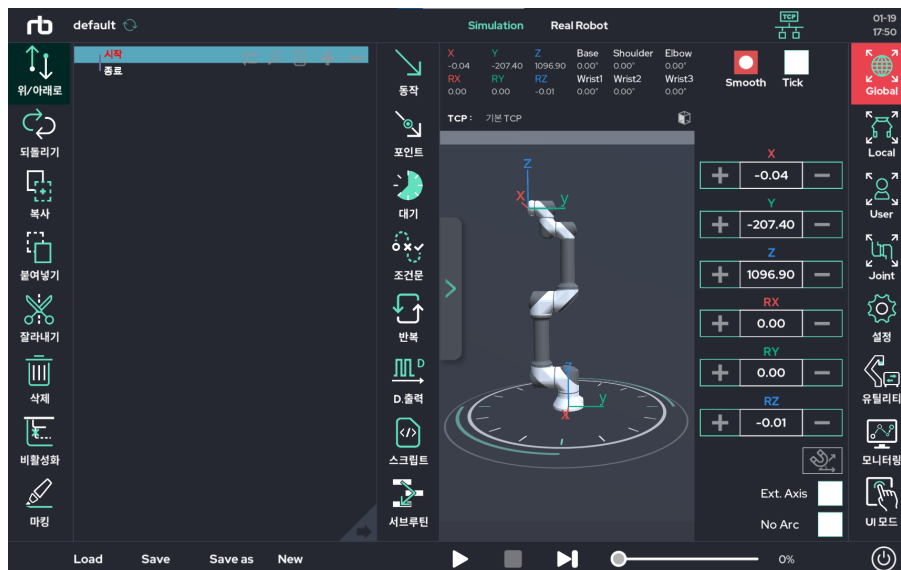 rb default Simulation Real Robot TCP 01-19
17:50
위/아래로
되돌리기
복사
붙여넣기
잘라내기
삭제
비활성화
마킹
시작
종료
동작
포인트
대기
조건문
반복
D
D.출력
스크립트
서브루틴
X Y Z Base Shoulder Elbow
-0.04 -207.40 1096.90 0.00° 0.00° 0.00°
RX RY RZ Wrist1 Wrist2 Wrist3
0.00 0.00 -0.01 0.00° 0.00° 0.00°
TCP : 기본 TCP
z
x y
z
y
x
Smooth Tick
X
+ -0.04 −
Y
+ -207.40 −
Z
+ 1096.90 −
RX
+ 0.00 −
RY
+ 0.00 −
RZ
+ -0.01 −
Ext. Axis
No Arc
Global
Local
User
Joint
설정
유틸리티
모니터링
UI 모드
Load Save Save as New 0%